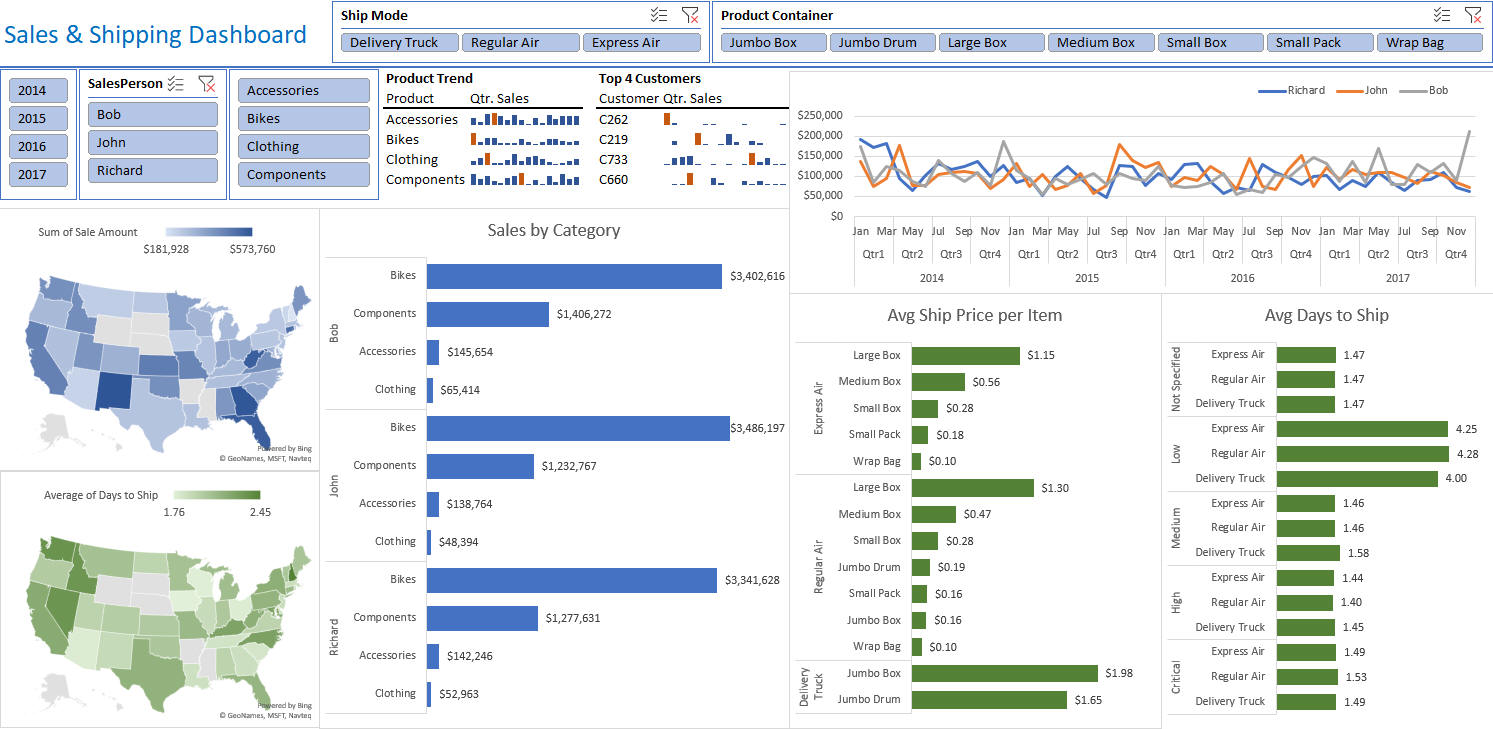 Sales & Shipping Dashboard
Ship Mode
Delivery Truck Regular Air Express Air
Product Container
Jumbo Box Jumbo Drum Large Box Medium Box Small Box Small Pack Wrap Bag
2014
2015
2016
2017
SalesPerson
Bob
John
Richard
Accessories
Bikes
Clothing
Components
Product Trend
Product Qtr. Sales
Accessories
Bikes
Clothing
Components
Top 4 Customers
Customer Qtr. Sales
C262
C219
C733
C660
Richard John Bob
$250,000
$200,000
$150,000
$100,000
$50,000
$0
Jan Mar May Jul Sep Nov Jan Mar May Jul Sep Nov Jan Mar May Jul Sep Nov Jan Mar May Jul Sep Nov
Qtr1 Qtr2 Qtr3 Qtr4 Qtr1 Qtr2 Qtr3 Qtr4 Qtr1 Qtr2 Qtr3 Qtr4 Qtr1 Qtr2 Qtr3 Qtr4
2014 2015 2016 2017
Sum of Sale Amount
$181,928 $573,760
Powered by Bing
© GeoNames, MSFT, Navteq
Average of Days to Ship
1.76 2.45
Powered by Bing
© GeoNames, MSFT, Navteq
Sales by Category
Bob
Bikes $3,402,616
Components $1,406,272
Accessories $145,654
Clothing $65,414
John
Bikes $3,486,197
Components $1,232,767
Accessories $138,764
Clothing $48,394
Richard
Bikes $3,341,628
Components $1,277,631
Accessories $142,246
Clothing $52,963
Avg Ship Price per Item
Express Air
Large Box $1.15
Medium Box $0.56
Small Box $0.28
Small Pack $0.18
Wrap Bag $0.10
Regular Air
Large Box $1.30
Medium Box $0.47
Small Box $0.28
Jumbo Drum $0.19
Small Pack $0.16
Jumbo Box $0.16
Wrap Bag $0.10
Delivery
Truck
Jumbo Box $1.98
Jumbo Drum $1.65
Avg Days to Ship
Not Specified
Express Air 1.47
Regular Air 1.47
Delivery Truck 1.47
Low
Express Air 4.25
Regular Air 4.28
Delivery Truck 4.00
Medium
Express Air 1.46
Regular Air 1.46
Delivery Truck 1.58
High
Express Air 1.44
Regular Air 1.40
Delivery Truck 1.45
Critical
Express Air 1.49
Regular Air 1.53
Delivery Truck 1.49